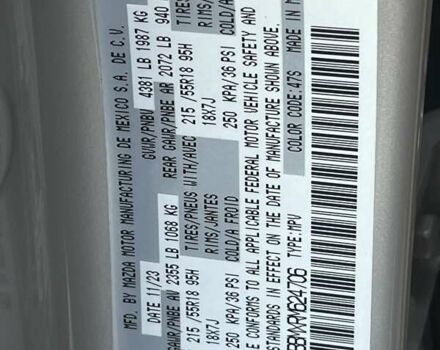 MFD. BY MAZDA MOTOR MANUFACTURING DE MEXICO S.A. DE C.V.
DATE 11/23 GVWR/PNBV 4381 LB 1987 KG
GAWR/PNBE AV 2355 LB 1068 KG REAR GAWR/PNBE AR 2072 LB 940
TIRES/PNEUS WITH/AVEC TIRES
215 /55R18 95H RIMS/JANTES 215 /55R18 95H RIMS/
18X7J COLD/A FROID 18X7J COLD/A
250 KPA/36 PSI 250 KPA/36 PSI
CONFORMS TO ALL APPLICABLE FEDERAL MOTOR VEHICLE SAFETY AND
STANDARDS IN EFFECT ON THE DATE OF MANUFACTURE SHOWN ABOVE.
TYPE:MPV COLOR CODE:47S MADE IN